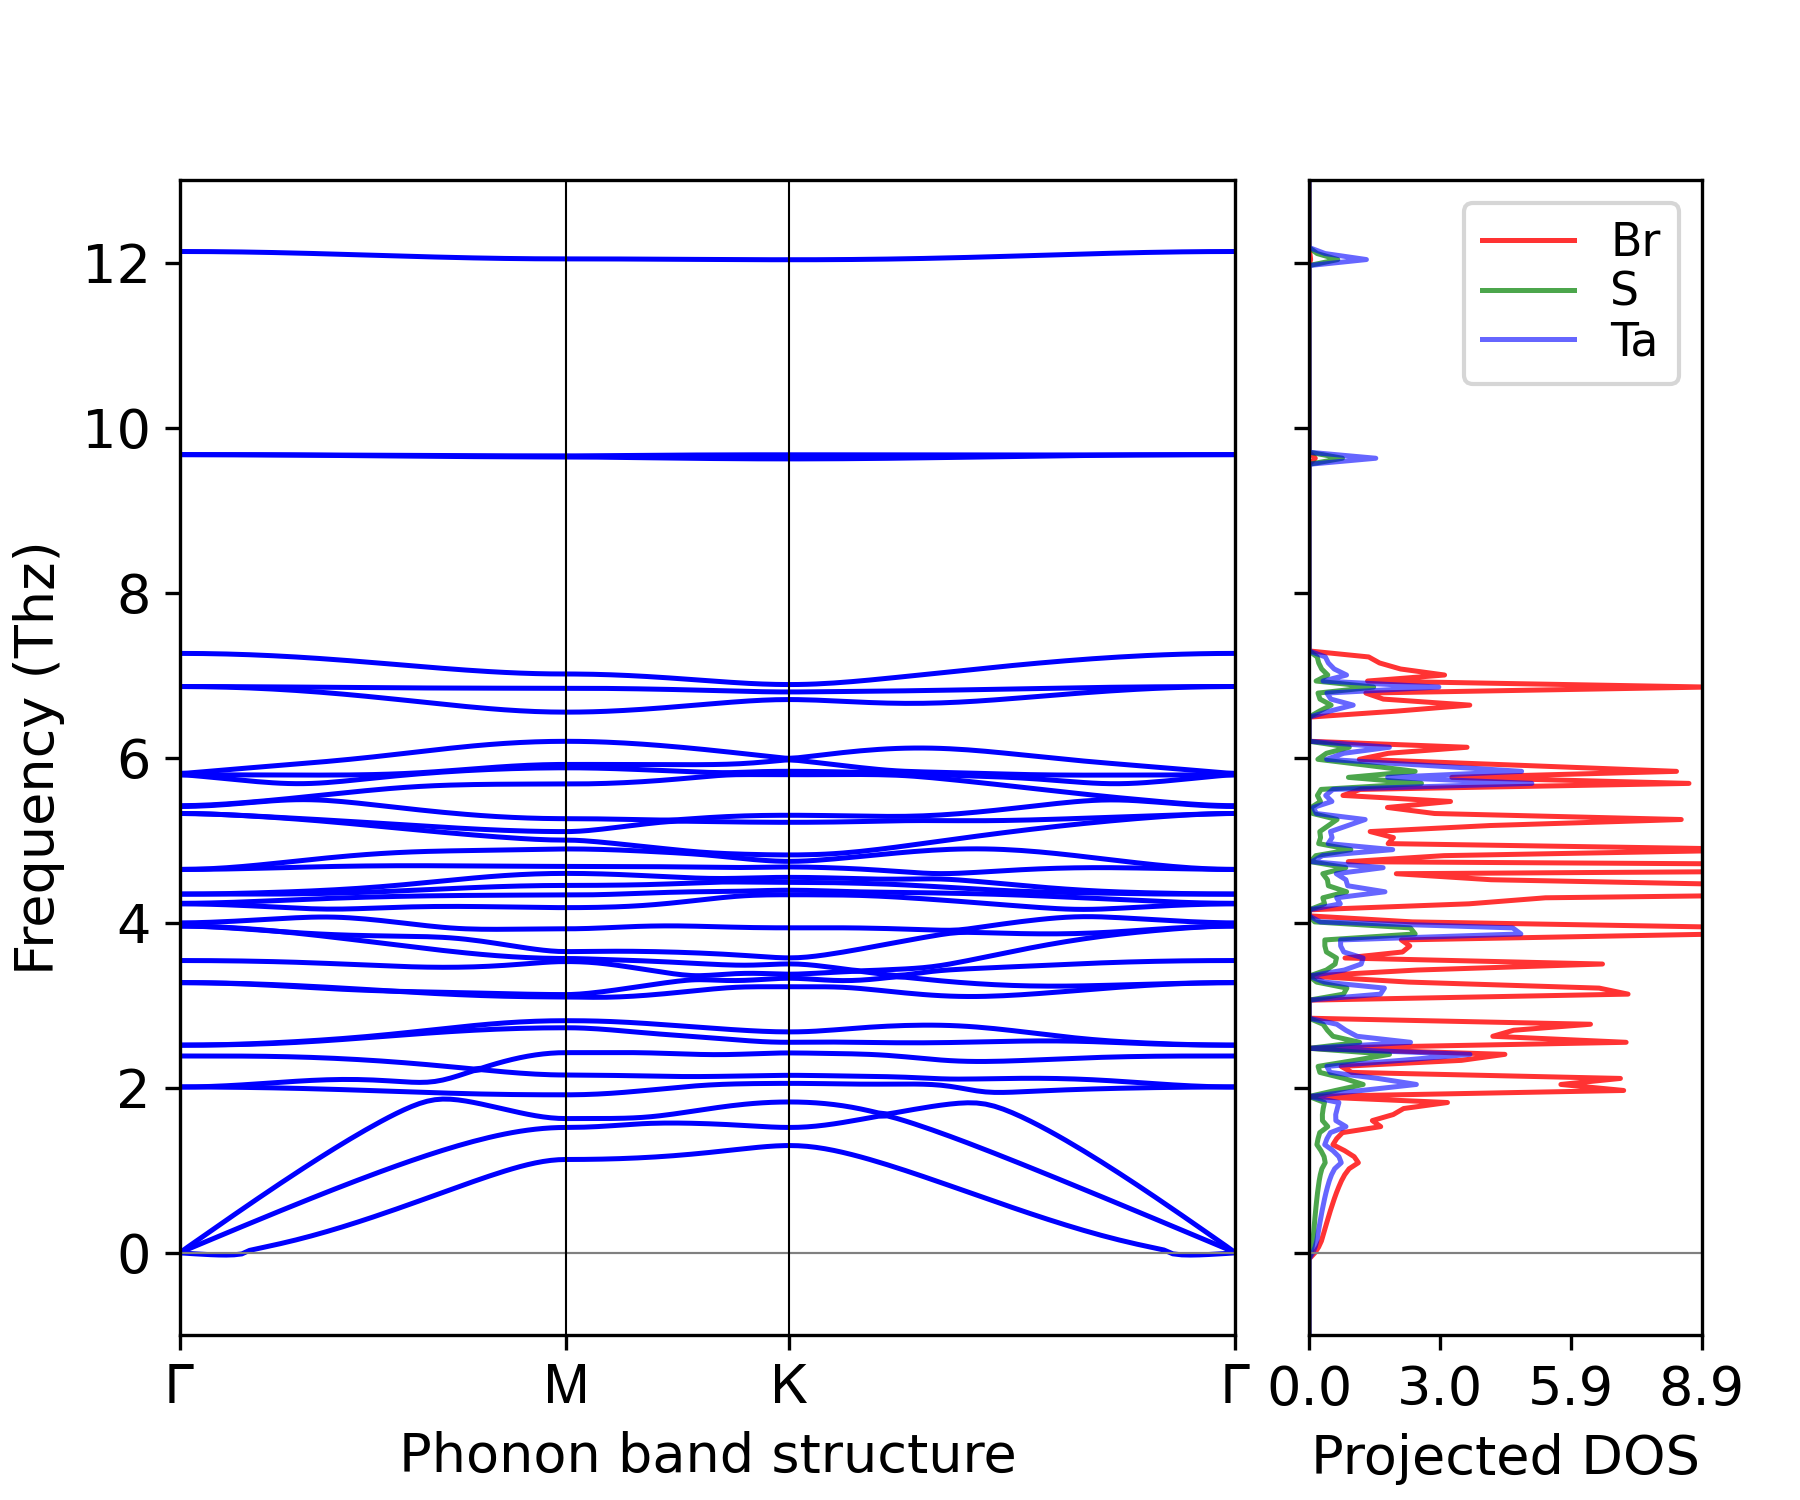 12
10
8
6
4
2
0
Frequency (Thz)
Γ M K Γ
Phonon band structure
Br
S
Ta
0.0 3.0 5.9 8.9
Projected DOS